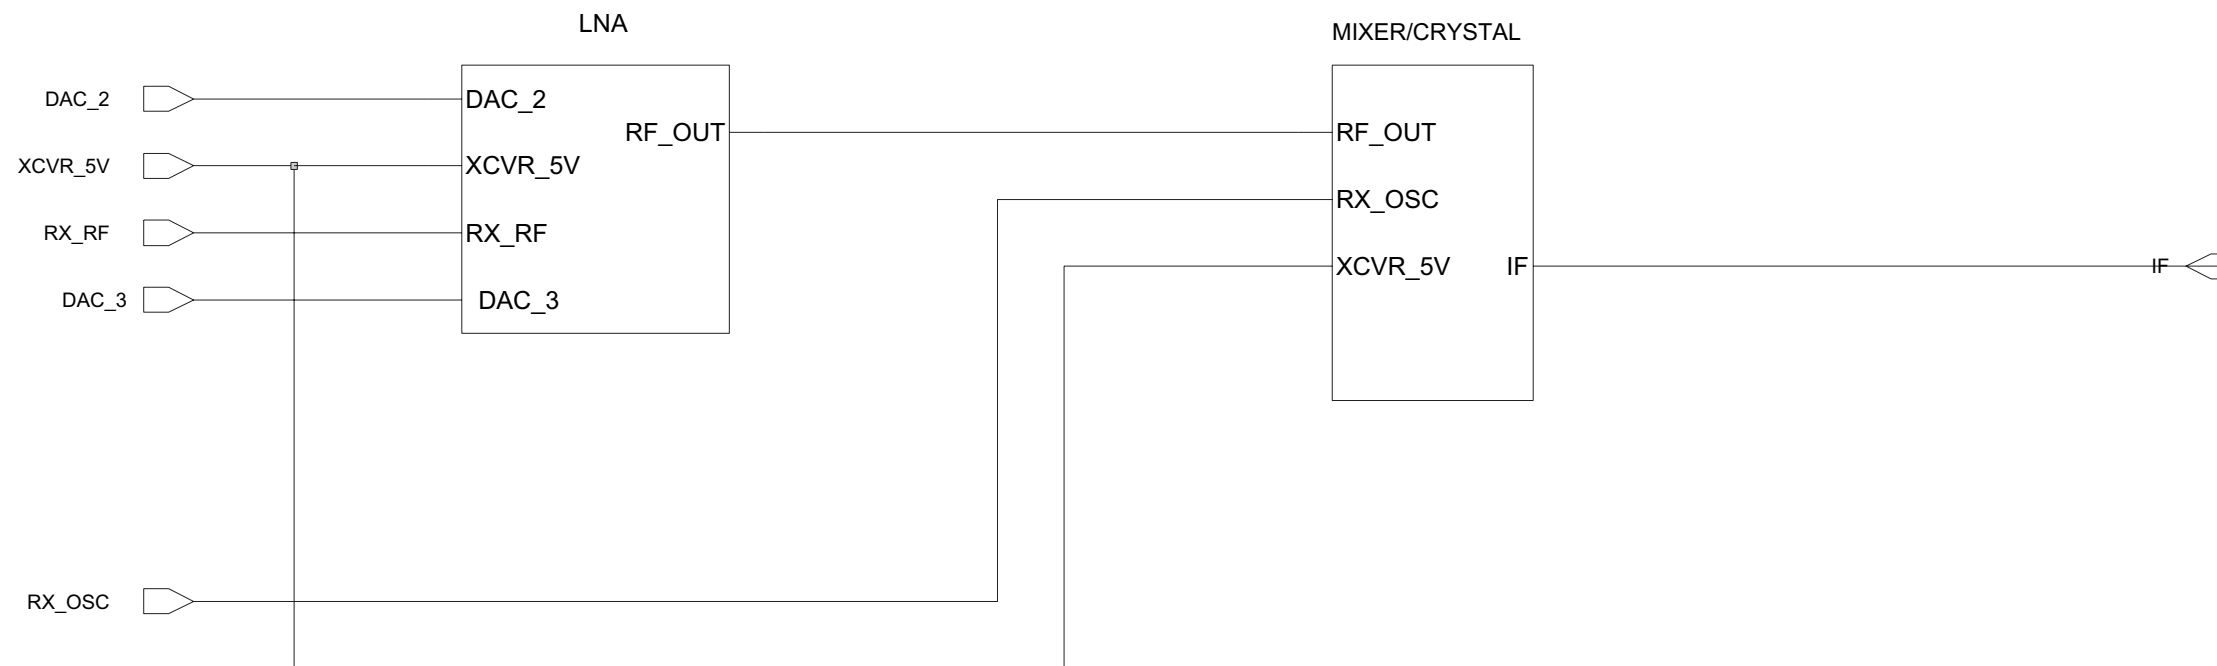 LNA
MIXER/CRYSTAL
DAC_2
DAC_2
RF_OUT
RF_OUT
XCVR_5V
XCVR_5V
RX_OSC
RX_RF
RX_RF
XCVR_5V
IF
IF
DAC_3
DAC_3
RX_OSC